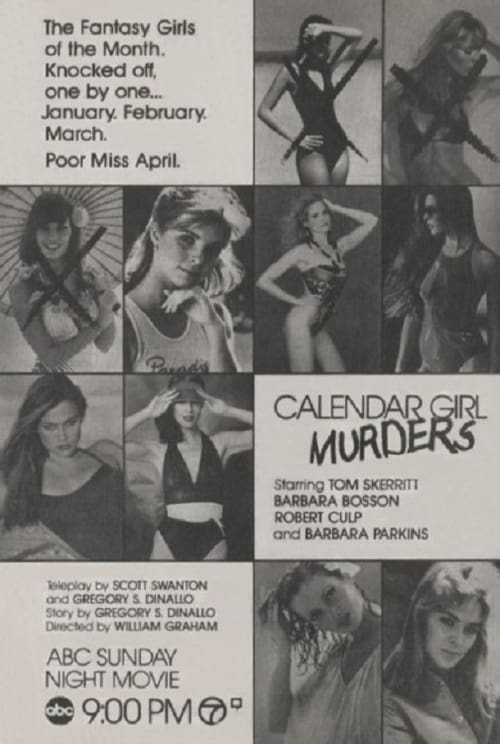 The Fantasy Girls
of the Month.
Knocked off,
one by one...
January. February.
March.
Poor Miss April.
Paradis
CALENDAR GIRL
MURDERS
Starring TOM SKERRITT
BARBARA BOSSON
ROBERT CULP
and BARBARA PARKINS
Teleplay by SCOTT SWANTON
and GREGORY S. DINALLO
Story by GREGORY S. DINALLO
Directed by WILLIAM GRAHAM
ABC SUNDAY
NIGHT MOVIE
abc 9:00 PM 7